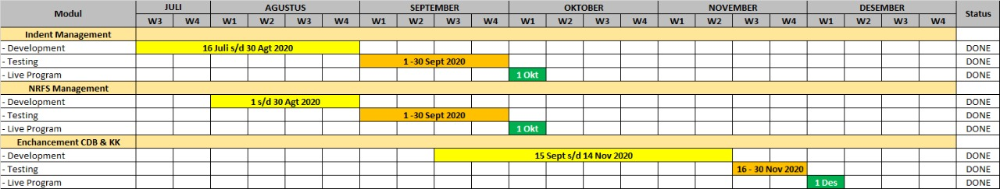 Modul JULI AGUSTUS SEPTEMBER OKTOBER NOVEMBER DESEMBER Status
W3 W4 W1 W2 W3 W4 W1 W2 W3 W4 W1 W2 W3 W4 W1 W2 W3 W4 W1 W2 W3 W4
Indent Management
- Development 16 Juli s/d 30 Agt 2020 DONE
- Testing 1 -30 Sept 2020 DONE
- Live Program 1 Okt DONE
NRFS Management
- Development 1 s/d 30 Agt 2020 DONE
- Testing 1 -30 Sept 2020 DONE
- Live Program 1 Okt DONE
Enchancement CDB & KK
- Development 15 Sept s/d 14 Nov 2020 DONE
- Testing 16 - 30 Nov 2020 DONE
- Live Program 1 Des DONE